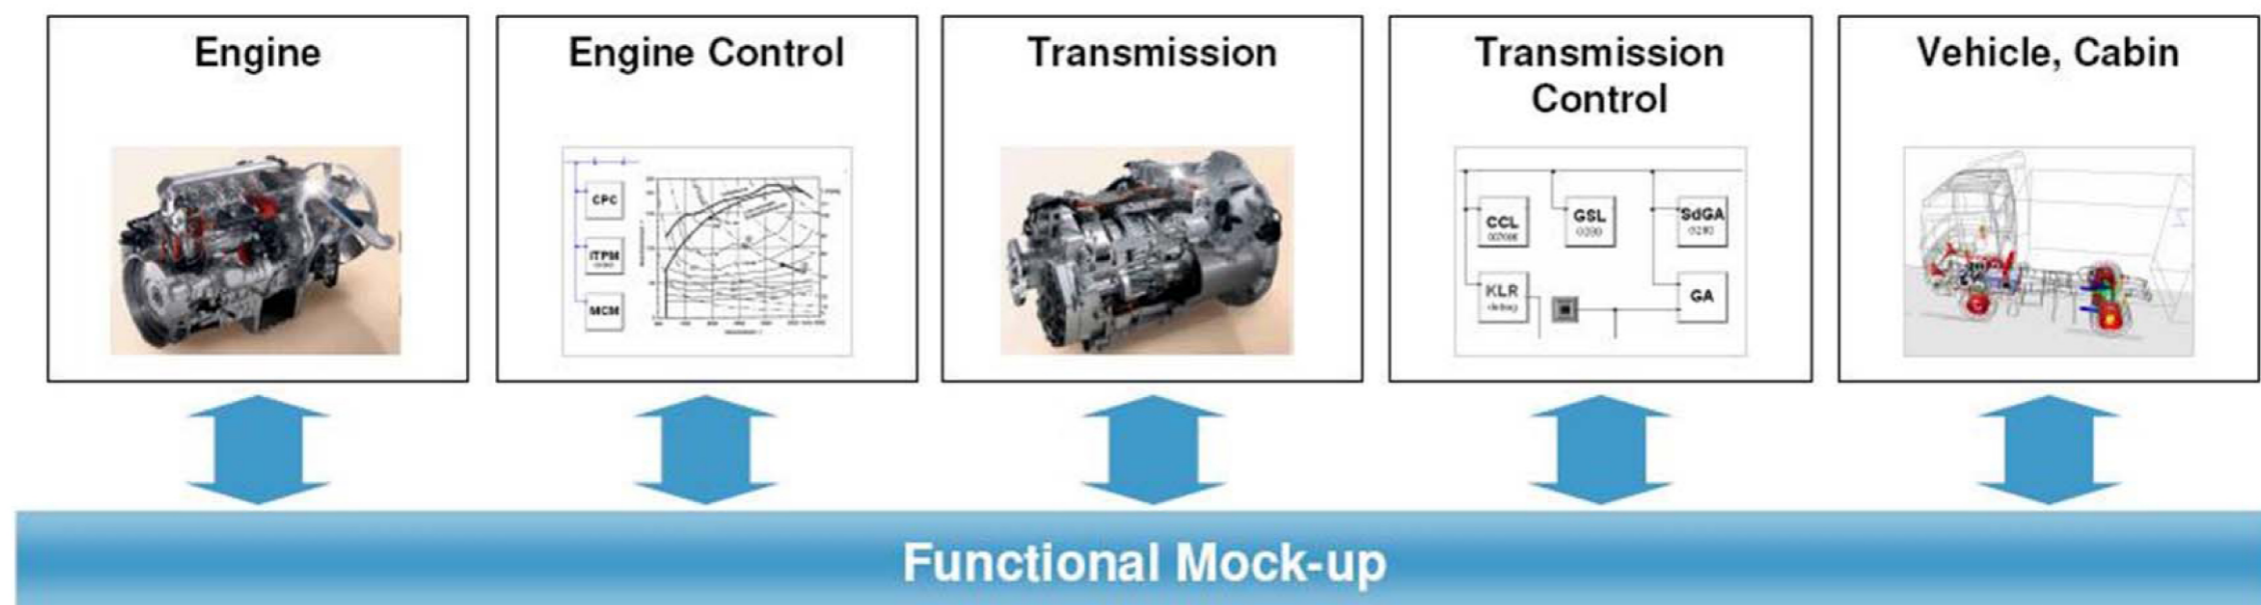 Engine
Engine Control
CPC
ITPM
MCM
Transmission
Transmission
Control
CCL
GSL
SdGA
KLR
GA
Vehicle, Cabin
Functional Mock-up